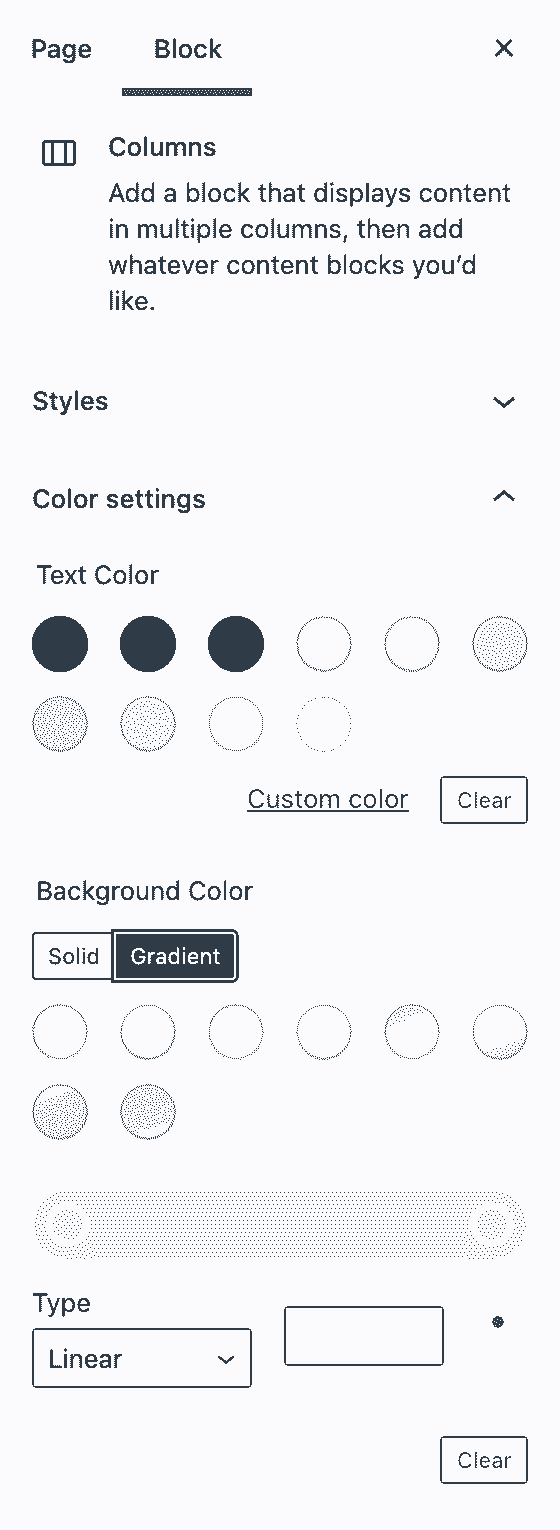 Page Block
Columns
Add a block that displays content
in multiple columns, then add
whatever content blocks you’d
like.
Styles
Color settings
Text Color
Custom color Clear
Background Color
Solid Gradient
Type
Linear
Clear